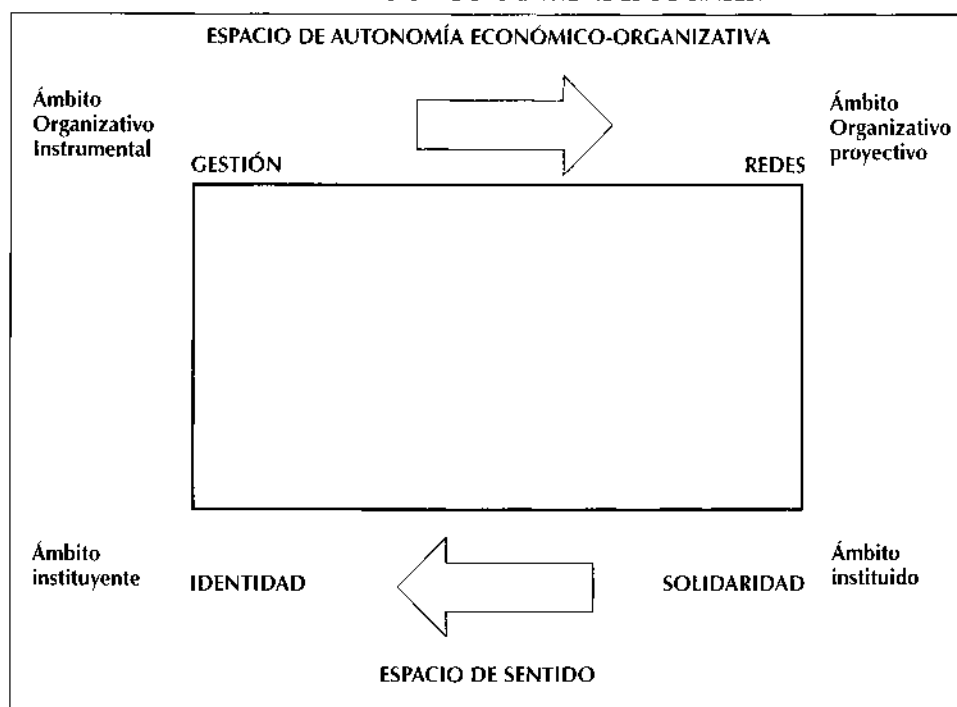 ESPACIO DE AUTONOMÍA ECONÓMICO-ORGANIZATIVA
Ámbito
Organizativo
Instrumental
Ámbito
Organizativo
proyectivo
GESTIÓN
REDES
Ámbito
instituyente
IDENTIDAD
SOLIDARIDAD
Ámbito
instituido
ESPACIO DE SENTIDO